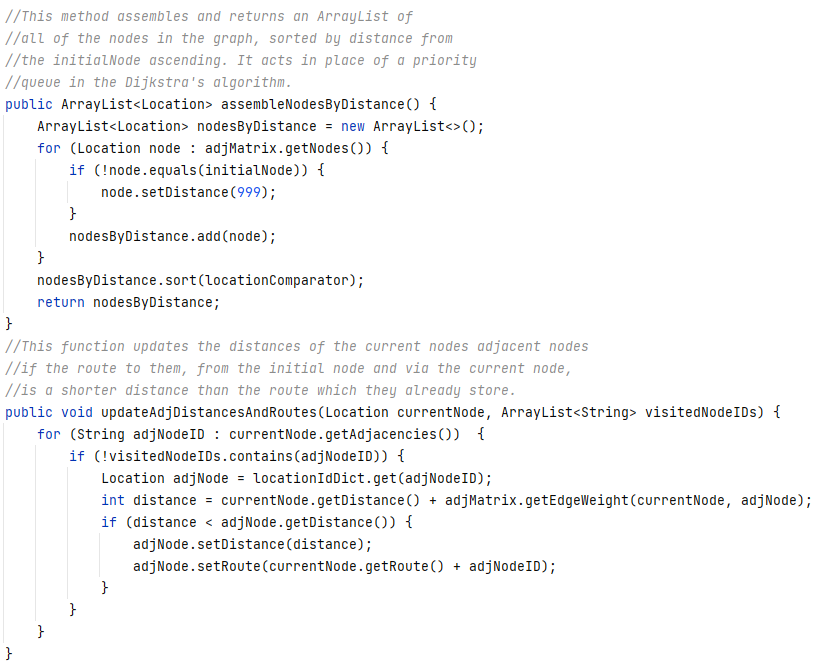 //This method assembles and returns an ArrayList of
//all of the nodes in the graph, sorted by distance from
//the initialNode ascending. It acts in place of a priority
//queue in the Dijkstra's algorithm.
public ArrayList<Location> assembleNodesByDistance() {
    ArrayList<Location> nodesByDistance = new ArrayList<>();
    for (Location node : adjMatrix.getNodes()) {
        if (!node.equals(initialNode)) {
            node.setDistance(999);
        }
        nodesByDistance.add(node);
    }
    nodesByDistance.sort(locationComparator);
    return nodesByDistance;
}
//This function updates the distances of the current nodes adjacent nodes
//if the route to them, from the initial node and via the current node,
//is a shorter distance than the route which they already store.
public void updateAdjDistancesAndRoutes(Location currentNode, ArrayList<String> visitedNodeIDs) {
    for (String adjNodeID : currentNode.getAdjacencies())  {
        if (!visitedNodeIDs.contains(adjNodeID)) {
            Location adjNode = locationIdDict.get(adjNodeID);
            int distance = currentNode.getDistance() + adjMatrix.getEdgeWeight(currentNode, adjNode);
            if (distance < adjNode.getDistance()) {
                adjNode.setDistance(distance);
                adjNode.setRoute(currentNode.getRoute() + adjNodeID);
            }
        }
    }
}